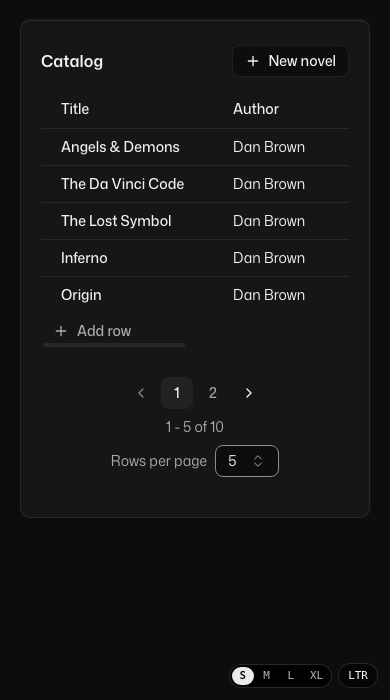 Catalog
New novel
Title Author
Angels & Demons Dan Brown
The Da Vinci Code Dan Brown
The Lost Symbol Dan Brown
Inferno Dan Brown
Origin Dan Brown
Add row
1 2
1 - 5 of 10
Rows per page 5
S M L XL LTR